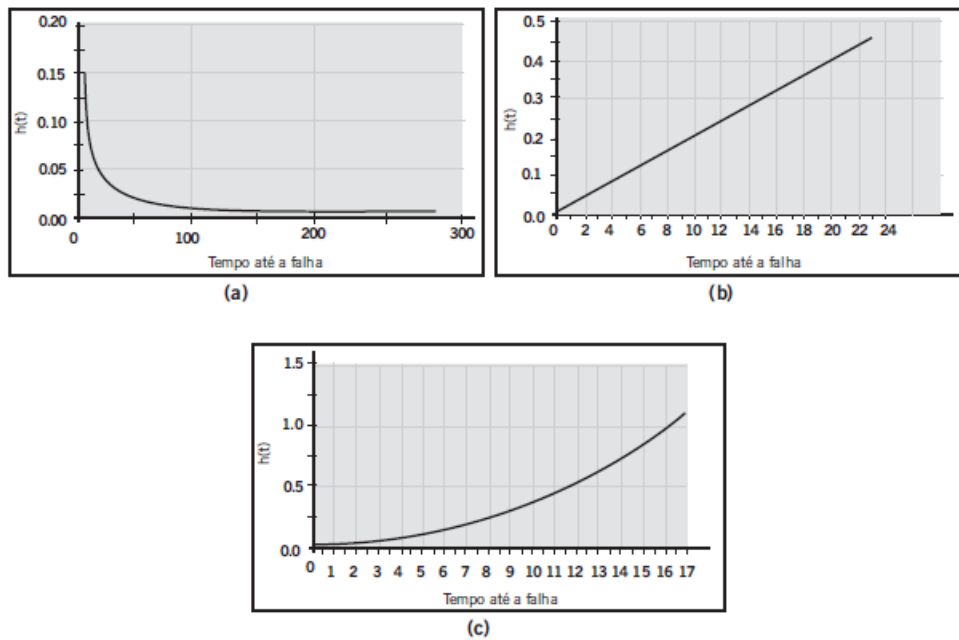 0.20
0.15
0.10
0.05
0.00
h(t)
0 100 200 300
Tempo até a falha
(a)
0.5
0.4
0.3
0.2
0.1
0.0
h(t)
0 2 4 6 8 10 12 14 16 18 20 22 24
Tempo até a falha
(b)
1.5
1.0
0.5
0.0
h(t)
0 1 2 3 4 5 6 7 8 9 10 11 12 13 14 15 16 17
Tempo até a falha
(c)